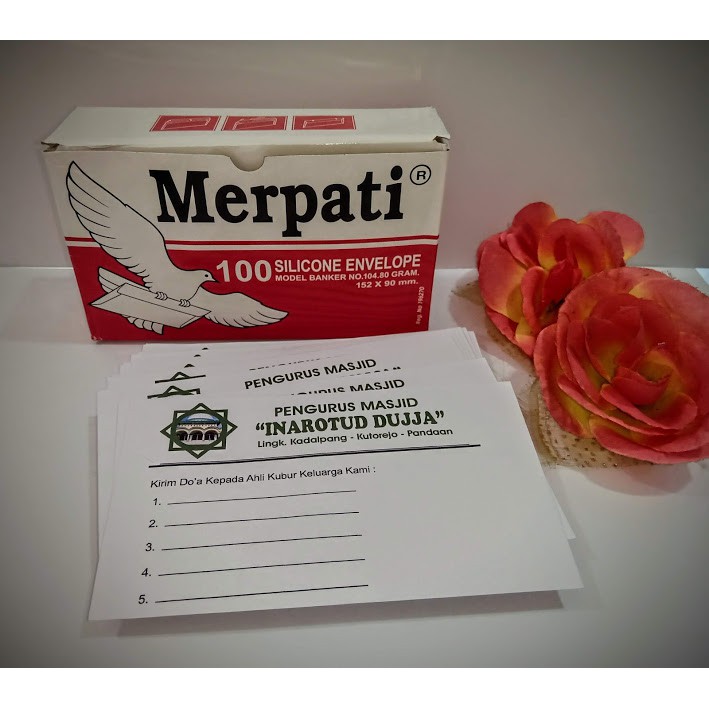 Merpati®
100 SILICONE ENVELOPE
MODEL BANKER NO.104.80 GRAM.
152 X 90 mm.
PENGURUS MASJID
PENGURUS MASJID
PENGURUS MASJID
"INAROTUD DUJJA"
Lingk. Kadalpang - Kutorejo - Pandaan
Kirim Do'a Kepada Ahli Kubur Keluarga Kami :
1.
2.
3.
4.
5.